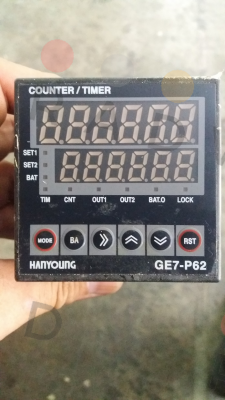 COUNTER / TIMER
SET1
SET2
BAT
TIM CNT OUT1 OUT2 BAT.O LOCK
MODE BA RST
HANYOUNG GE7-P62